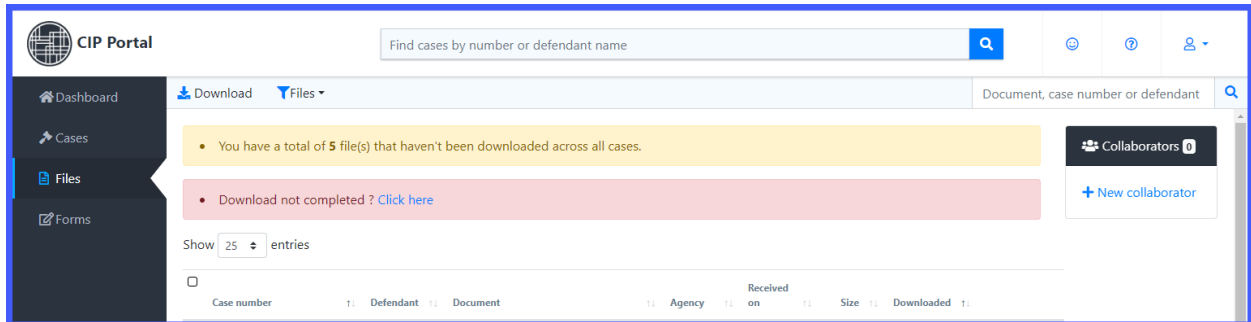 CIP Portal
Find cases by number or defendant name
Dashboard
Download Files
Document, case number or defendant
Cases
You have a total of 5 file(s) that haven't been downloaded across all cases.
Collaborators 0
Files
Download not completed ? Click here
New collaborator
Forms
Show 25 entries
Case number Defendant Document Agency Received on Size Downloaded